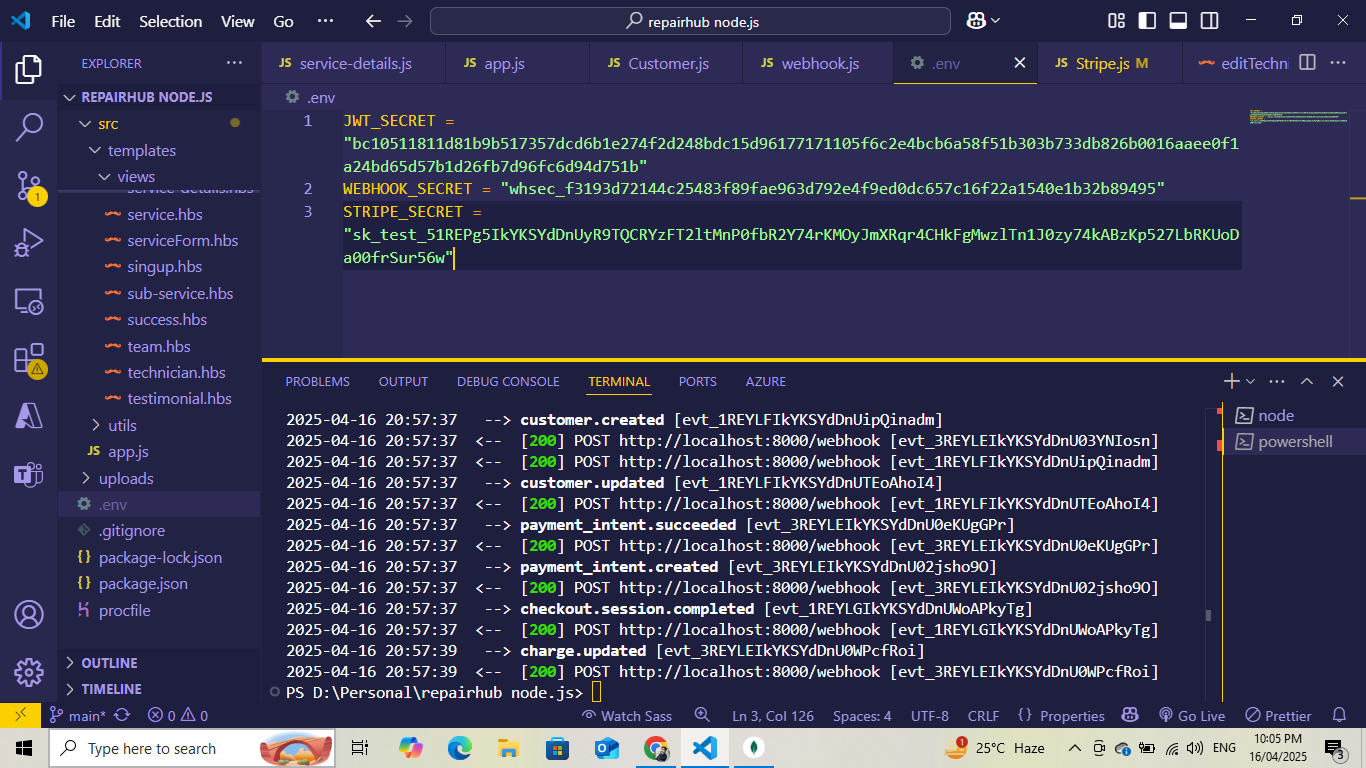 File Edit Selection View Go ··· repairhub node.js
EXPLORER
REPAIRHUB NODE.JS
src
templates
views
service-details.hbs
service.hbs
serviceForm.hbs
singup.hbs
sub-service.hbs
success.hbs
team.hbs
technician.hbs
testimonial.hbs
utils
JS app.js
uploads
.env
.gitignore
{} package-lock.json
{} package.json
procfile
OUTLINE
TIMELINE
JS service-details.js JS app.js JS Customer.js JS webhook.js .env JS Stripe.js M editTechni
.env
1 JWT_SECRET =
"bc10511811d81b9b517357dcd6b1e274f2d248bdc15d96177171105f6c2e4bcb6a58f51b303b733db826b0016aaee0f1
a24bd65d57b1d26fb7d96fc6d94d751b"
2 WEBHOOK_SECRET = "whsec_f3193d72144c25483f89fae963d792e4f9ed0dc657c16f22a1540e1b32b89495"
3 STRIPE_SECRET =
"sk_test_51REPg5IkYKSYdDnUyR9TQCRYzFT2ltMnP0fbR2Y74rKMOyJmXRqr4CHkFgMwzlTn1J0zy74kABzKp527LbRKUoD
a00frSur56w"
PROBLEMS OUTPUT DEBUG CONSOLE TERMINAL PORTS AZURE
2025-04-16 20:57:37 --> customer.created [evt_1REYLFIkYKSYdDnUipQinadm]
2025-04-16 20:57:37 <-- [200] POST http://localhost:8000/webhook [evt_3REYLEIkYKSYdDnU03YNIosn]
2025-04-16 20:57:37 <-- [200] POST http://localhost:8000/webhook [evt_1REYLFIkYKSYdDnUipQinadm]
2025-04-16 20:57:37 --> customer.updated [evt_1REYLFIkYKSYdDnUTEoAhoI4]
2025-04-16 20:57:37 <-- [200] POST http://localhost:8000/webhook [evt_1REYLFIkYKSYdDnUTEoAhoI4]
2025-04-16 20:57:37 --> payment_intent.succeeded [evt_3REYLEIkYKSYdDnU0eKUgGPr]
2025-04-16 20:57:37 <-- [200] POST http://localhost:8000/webhook [evt_3REYLEIkYKSYdDnU0eKUgGPr]
2025-04-16 20:57:37 --> payment_intent.created [evt_3REYLEIkYKSYdDnU02jsho9O]
2025-04-16 20:57:37 <-- [200] POST http://localhost:8000/webhook [evt_3REYLEIkYKSYdDnU02jsho9O]
2025-04-16 20:57:37 --> checkout.session.completed [evt_1REYLGIkYKSYdDnUWoAPkyTg]
2025-04-16 20:57:37 <-- [200] POST http://localhost:8000/webhook [evt_1REYLGIkYKSYdDnUWoAPkyTg]
2025-04-16 20:57:39 --> charge.updated [evt_3REYLEIkYKSYdDnU0WPcfRoi]
2025-04-16 20:57:39 <-- [200] POST http://localhost:8000/webhook [evt_3REYLEIkYKSYdDnU0WPcfRoi]
PS D:\Personal\repairhub node.js>
node
powershell
main* 0 0 Watch Sass Ln 3, Col 126 Spaces: 4 UTF-8 CRLF {} Properties Go Live Prettier
Type here to search 1 25°C Haze ENG 10:05 PM
16/04/2025 3